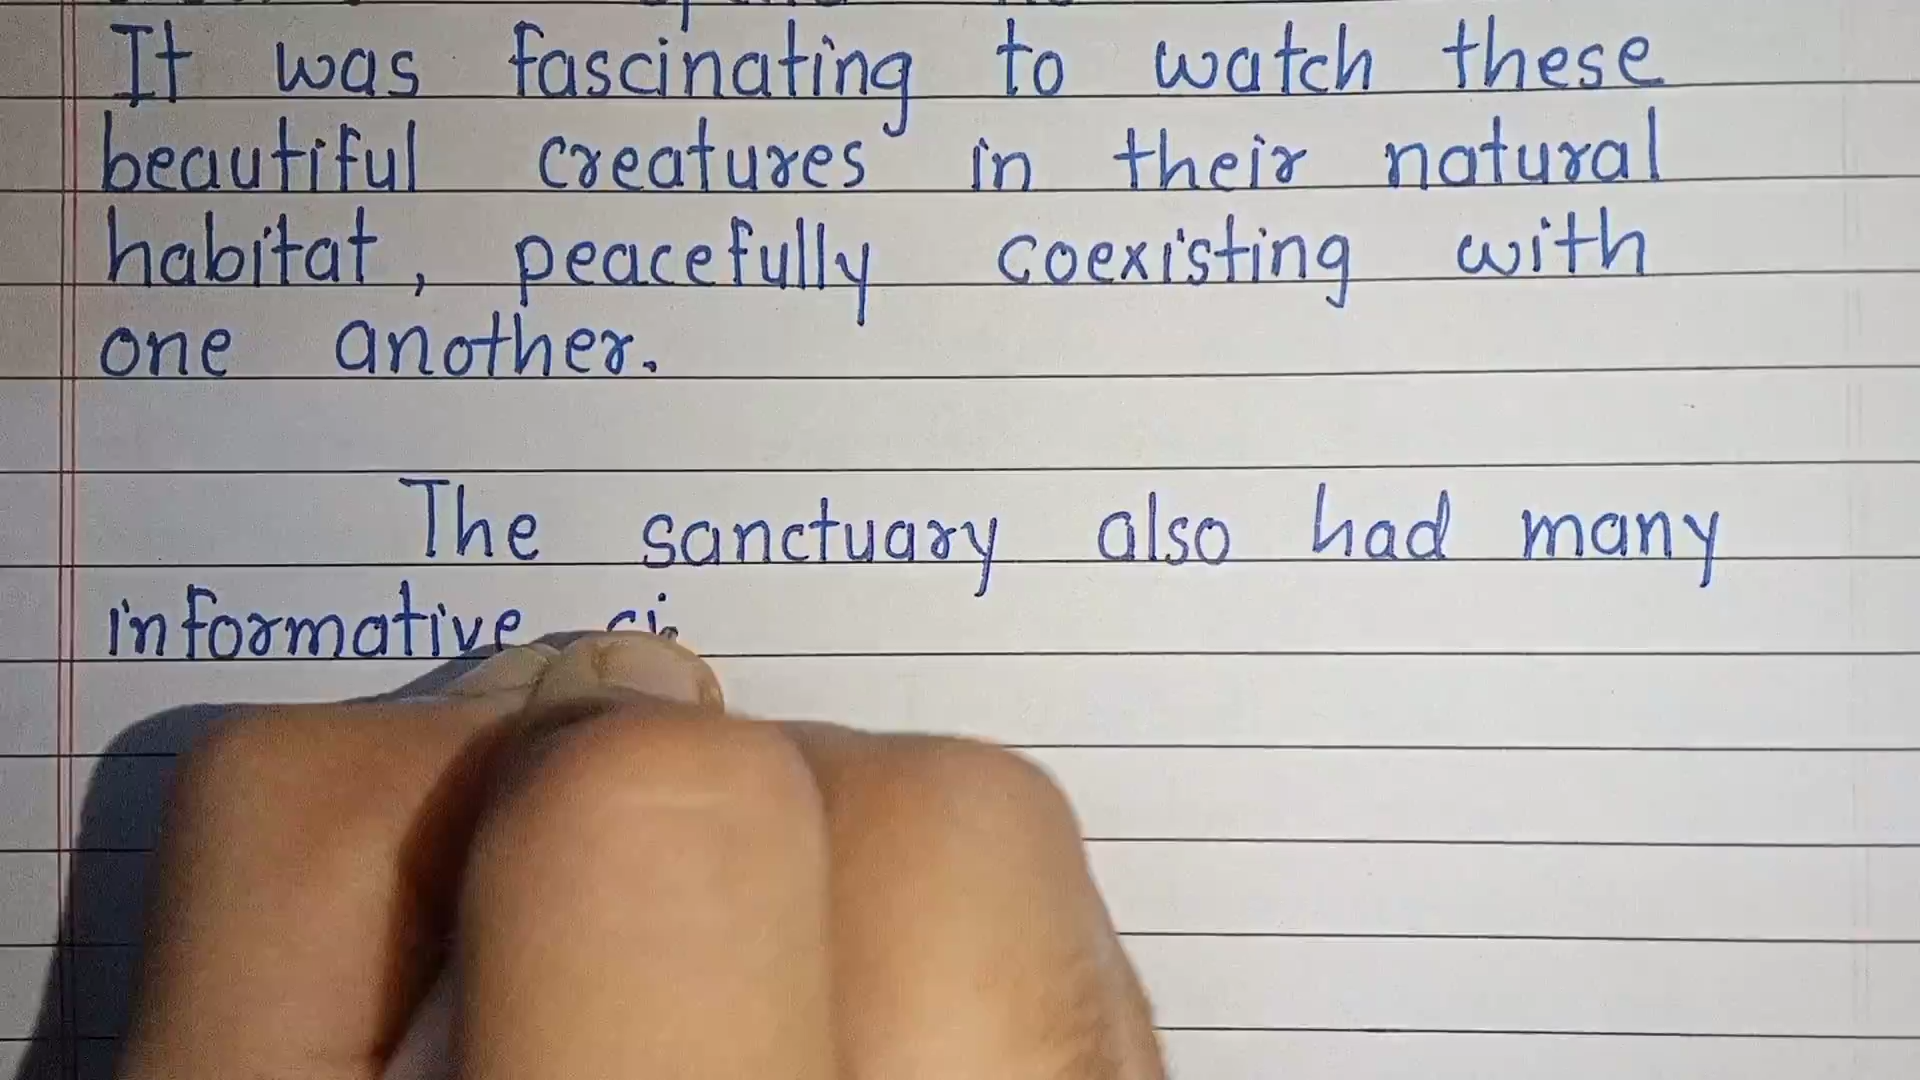 It was fascinating to watch these
beautiful creatures in their natural
habitat, peacefully coexisting with
one another.
The sanctuary also had many
informative